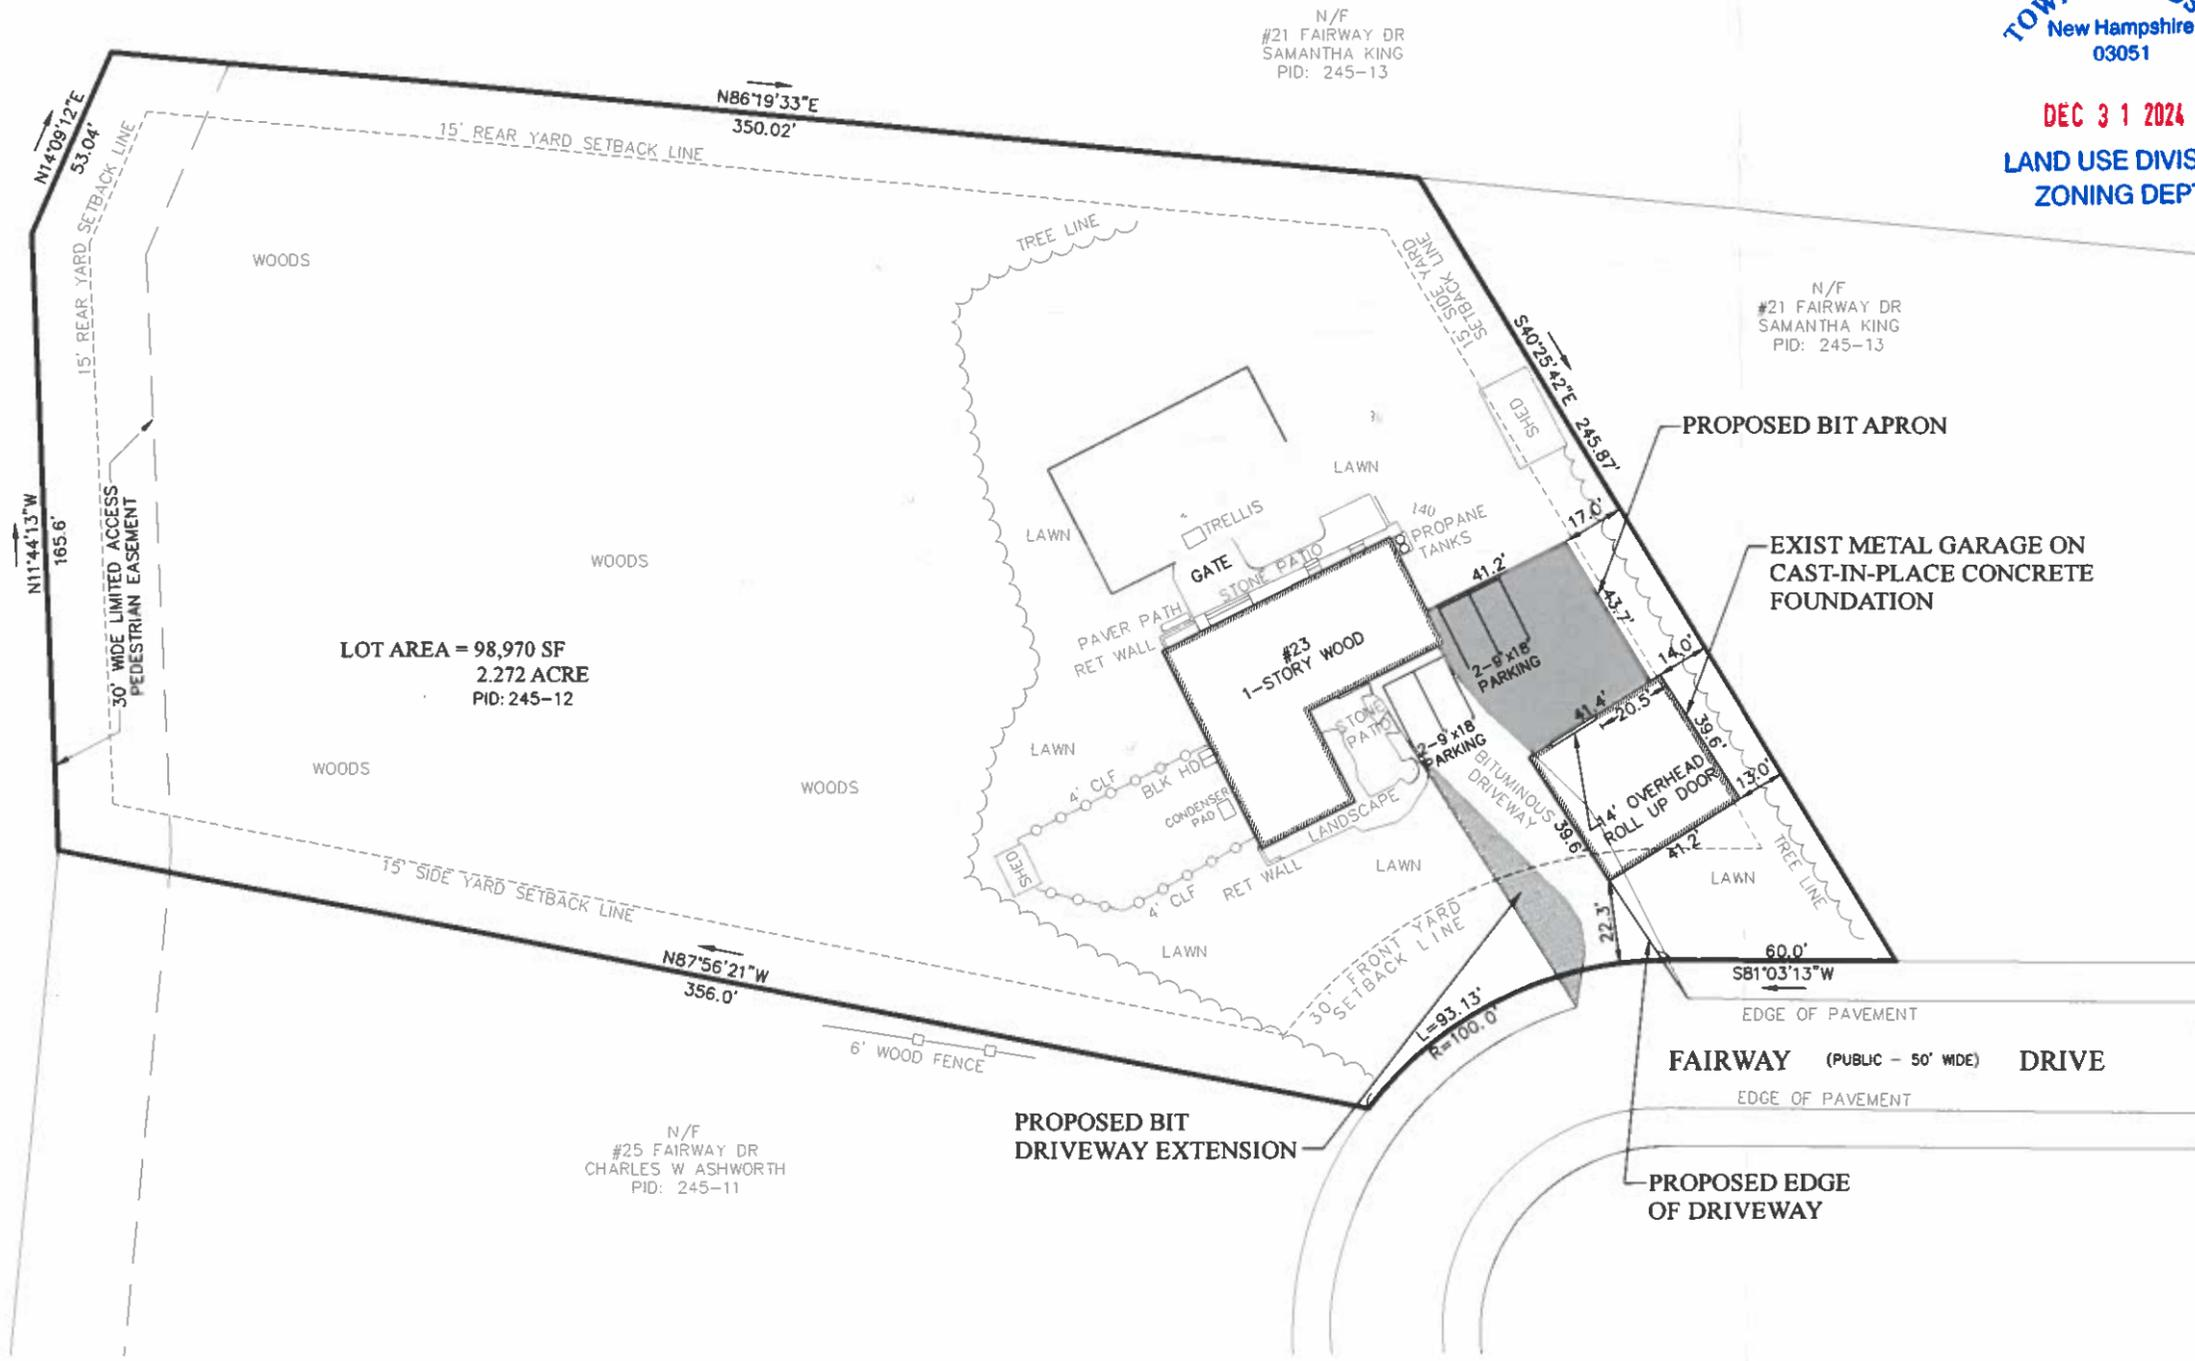 N/F
#21 FAIRWAY DR
SAMANTHA KING
PID: 245-13
New Hampshire
03051
DEC 3 1 2024
LAND USE DIVIS
ZONING DEPT
N14°09'12"E
53.04'
N86°19'33"E
350.02'
15' REAR YARD SETBACK LINE
15' REAR YARD SETBACK LINE
WOODS
TREE LINE
15' SIDE YARD
SETBACK LINE
S40°25'42"E 245.87'
N/F
#21 FAIRWAY DR
SAMANTHA KING
PID: 245-13
SHED
PROPOSED BIT APRON
LAWN
17.0'
EXIST METAL GARAGE ON
CAST-IN-PLACE CONCRETE
FOUNDATION
N11°44'13"W
165.6'
30' WIDE LIMITED ACCESS
PEDESTRIAN EASEMENT
WOODS
LAWN
TRELLIS
GATE
STONE PATIO
140
PROPANE
TANKS
41.2'
43.7'
14.0'
PAVER PATH
RET WALL
#23
1-STORY WOOD
2-9'x18'
PARKING
LOT AREA = 98,970 SF
2.272 ACRE
PID: 245-12
STONE
PATIO
2-9'x18'
PARKING
41.4'
20.5'
39.6'
13.0'
14' OVERHEAD
ROLL UP DOOR
39.6'
41.2'
BITUMINOUS
DRIVEWAY
WOODS
WOODS
LAWN
4' CLF
BLK HD
CONDENSER
PAD
LANDSCAPE
RET WALL
LAWN
LAWN
TREE LINE
SHED
4' CLF
LAWN
15' SIDE YARD SETBACK LINE
N87°56'21"W
356.0'
30' FRONT YARD
SETBACK LINE
22.3'
60.0'
S81°03'13"W
L=93.13'
R=100.0'
EDGE OF PAVEMENT
FAIRWAY (PUBLIC - 50' WIDE) DRIVE
EDGE OF PAVEMENT
6' WOOD FENCE
PROPOSED BIT
DRIVEWAY EXTENSION
N/F
#25 FAIRWAY DR
CHARLES W ASHWORTH
PID: 245-11
PROPOSED EDGE
OF DRIVEWAY